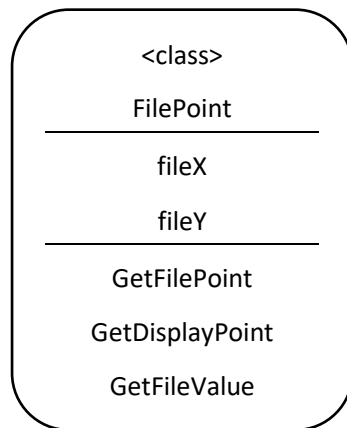 <class>
FilePoint
fileX
fileY
GetFilePoint
GetDisplayPoint
GetFileValue